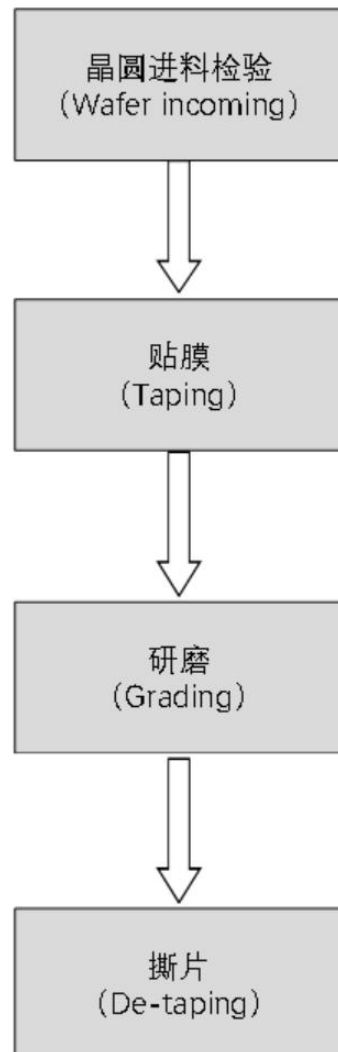 晶圆进料检验
（Wafer incoming）
贴膜
（Taping）
研磨
（Grading）
撕片
（De-taping）